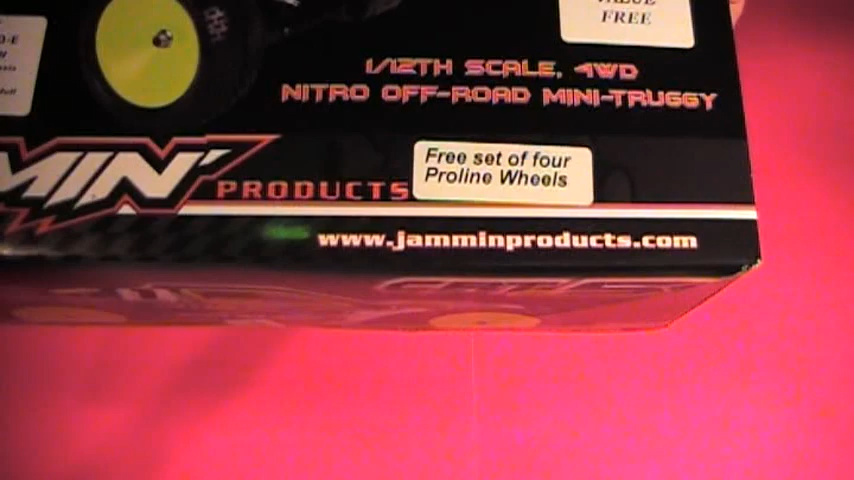 FREE
1/12TH SCALE, 4WD
NITRO OFF-ROAD MINI-TRUGGY
MIN' PRODUCTS
Free set of four
Proline Wheels
www.jamminproducts.com